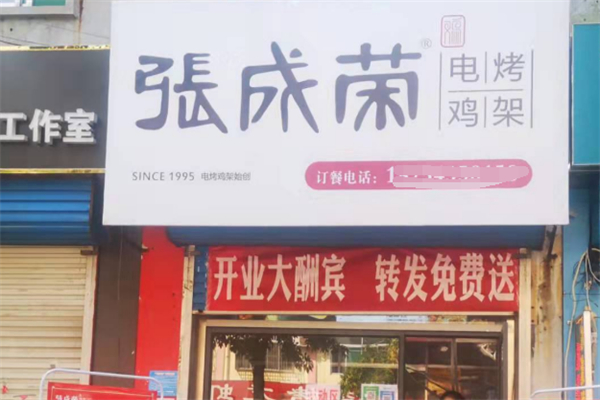 工作室
張成荣®
电烤
鸡架
SINCE 1995 电烤鸡架始创
订餐电话：
开业大酬宾 转发免费送